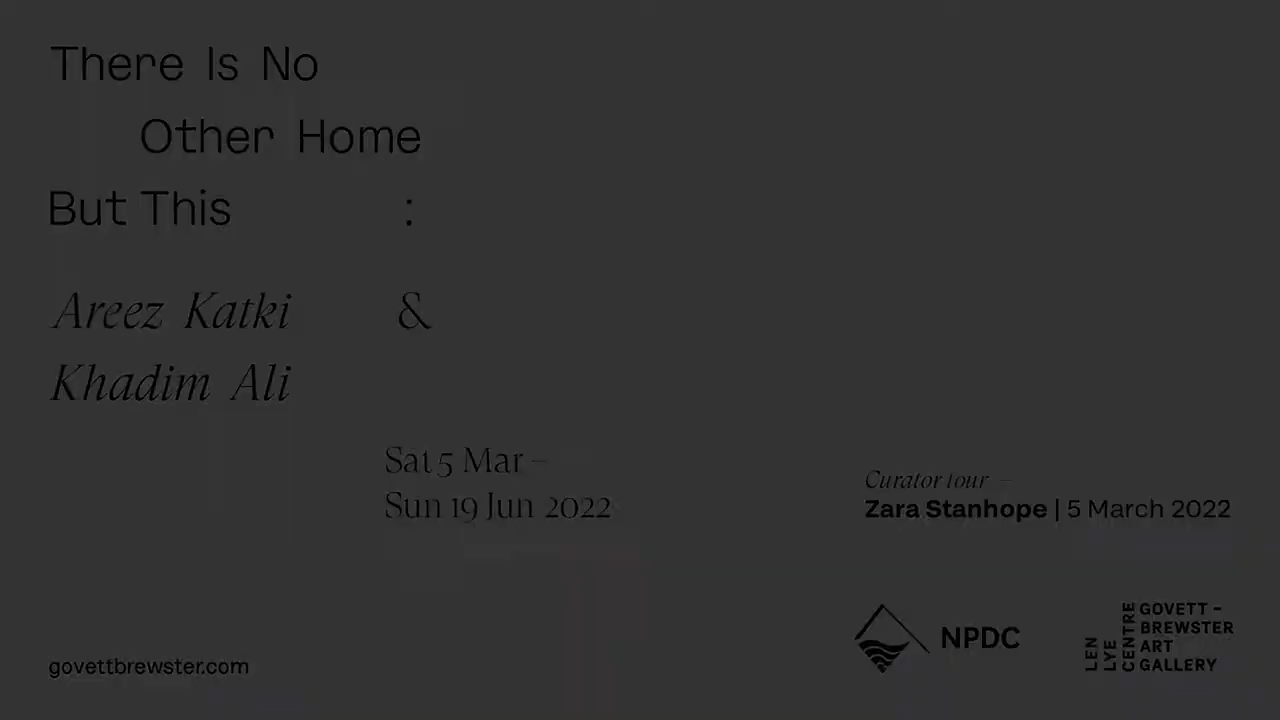 There Is No
Other Home
But This :
Areez Katki &
Khadim Ali
Sat 5 Mar –
Sun 19 Jun 2022
Curator tour —
Zara Stanhope | 5 March 2022
NPDC
LEN
LYE
CENTRE
GOVETT –
BREWSTER
ART
GALLERY
govettbrewster.com